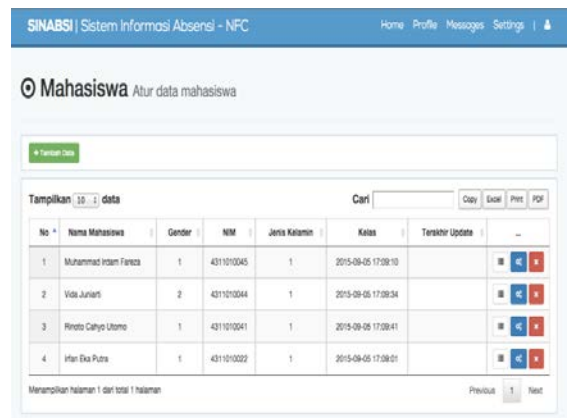 SINABSI | Sistem Informasi Absensi - NFC Home Profile Messages Settings |
Mahasiswa Atur data mahasiswa
+ Tambah Data
Tampilkan 10 data Cari Copy Excel Print PDF
No Nama Mahasiswa Gender NIM Jenis Kelamin Kelas Terakhir Update ...
1 Muhammad Irdam Fareza 1 4311010045 1 2015-09-05 17:09:10
2 Vida Juniarti 2 4311010044 1 2015-09-05 17:09:34
3 Rinoto Cahyo Utomo 1 4311010041 1 2015-09-05 17:09:41
4 Irfan Eka Putra 1 4311010022 1 2015-09-05 17:09:01
Menampilkan halaman 1 dari total 1 halaman Previous 1 Next